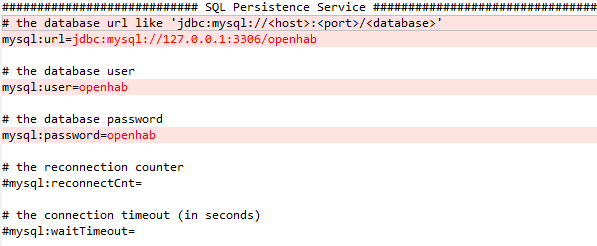 ############################ SQL Persistence Service ################################
# the database url like 'jdbc:mysql://<host>:<port>/<database>'
mysql:url=jdbc:mysql://127.0.0.1:3306/openhab
# the database user
mysql:user=openhab
# the database password
mysql:password=openhab
# the reconnection counter
#mysql:reconnectCnt=
# the connection timeout (in seconds)
#mysql:waitTimeout=